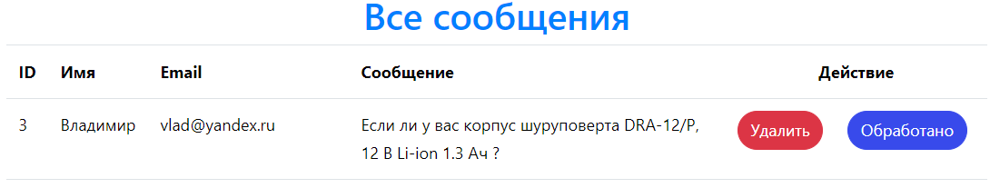 Все сообщения
ID Имя Email Сообщение Действие
3 Владимир vlad@yandex.ru Если ли у вас корпус шуруповерта DRA-12/P, Удалить Обработано
12 В Li-ion 1.3 Ач ?